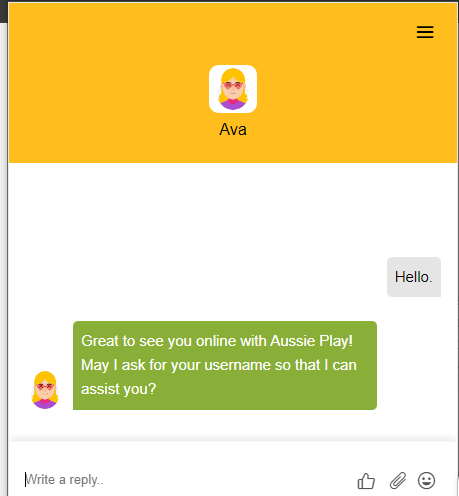 Ava
Hello.
Great to see you online with Aussie Play!
May I ask for your username so that I can
assist you?
Write a reply..